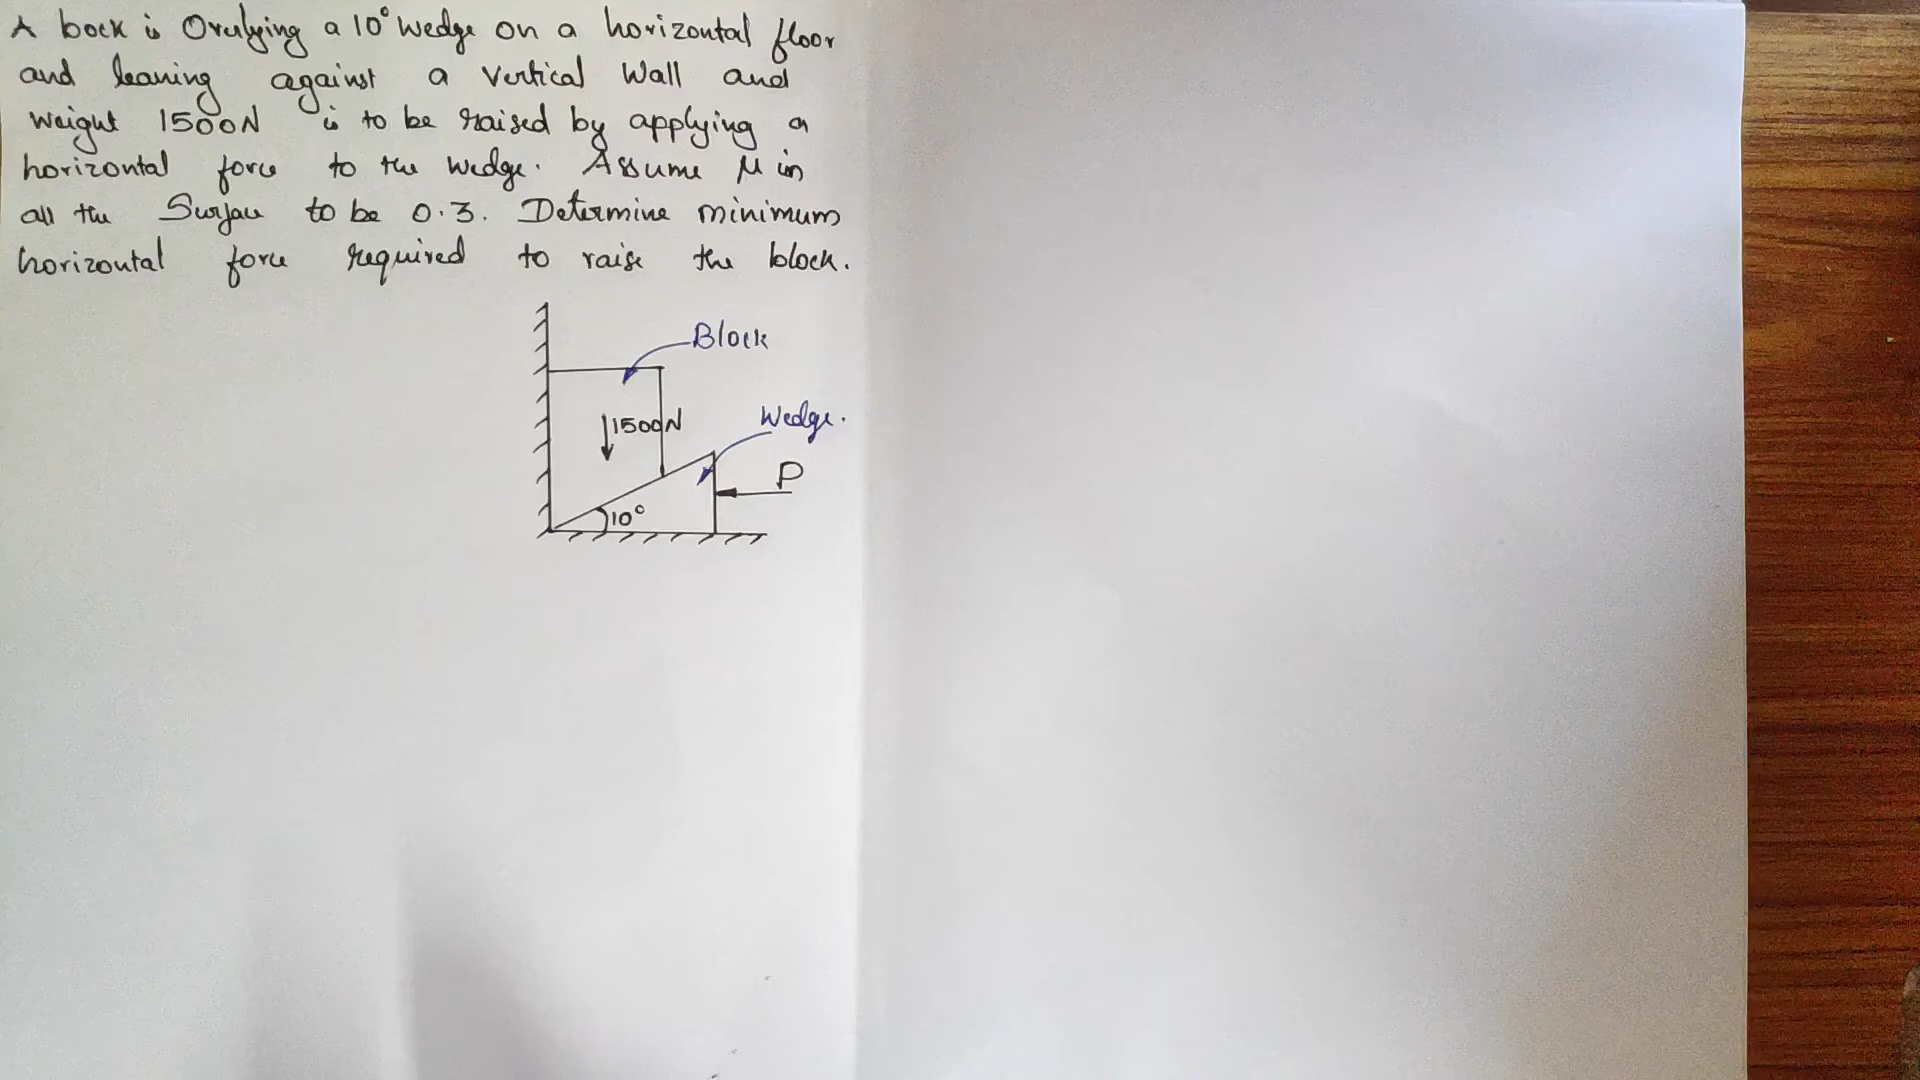 A bock is Overlying a 10° wedge on a horizontal floor
and leaning against a vertical wall and
weight 1500N is to be raised by applying a
horizontal force to the wedge. Assume μ in
all the Surface to be 0.3. Determine minimum
horizontal force required to raise the block.
Block
1500N
Wedge.
P
10°